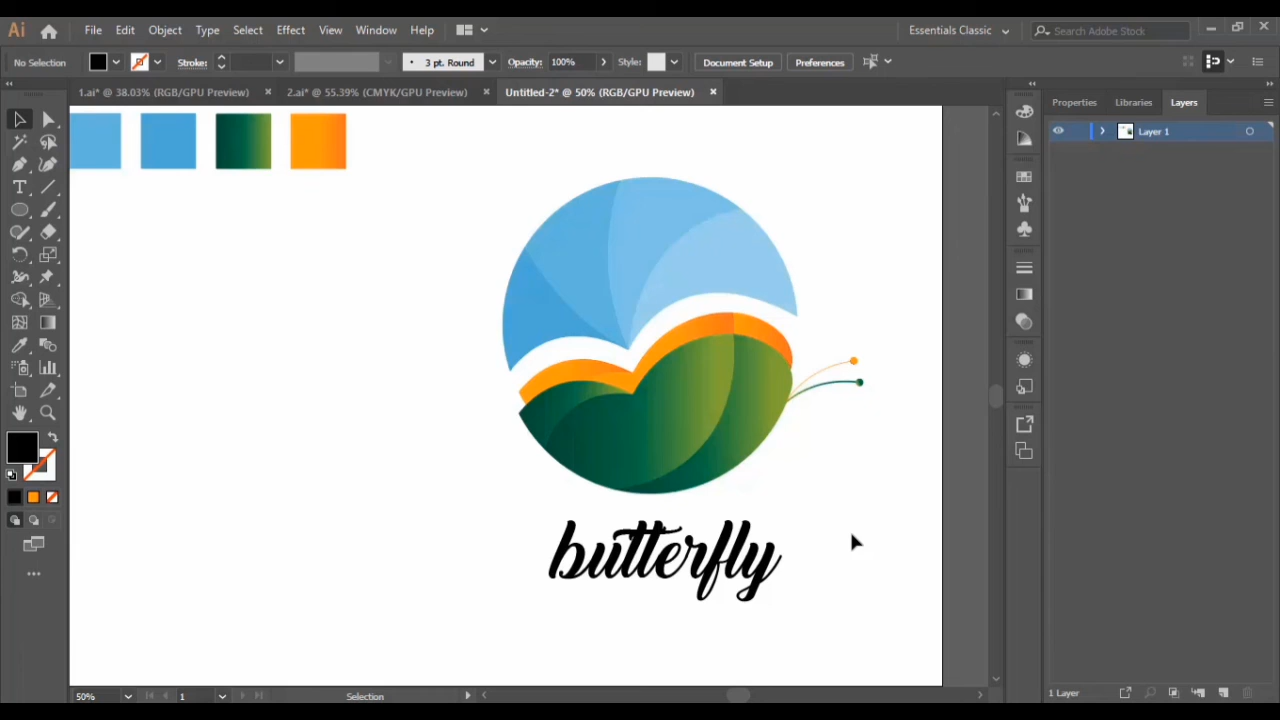 Ai File Edit Object Type Select Effect View Window Help Essentials Classic Search Adobe Stock
No Selection Stroke: 3 pt. Round Opacity: 100% Style: Document Setup Preferences
1.ai* @ 38.03% (RGB/GPU Preview) × 2.ai* @ 55.39% (CMYK/GPU Preview) × Untitled-2* @ 50% (RGB/GPU Preview) ×
Properties Libraries Layers
Layer 1
butterfly
50% 1 Selection 1 Layer